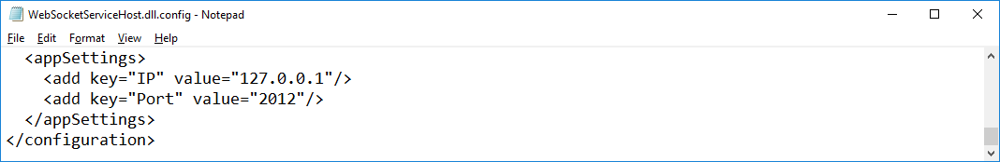 WebSocketServiceHost.dll.config - Notepad
File Edit Format View Help
<appSettings>
<add key="IP" value="127.0.0.1"/>
<add key="Port" value="2012"/>
</appSettings>
</configuration>